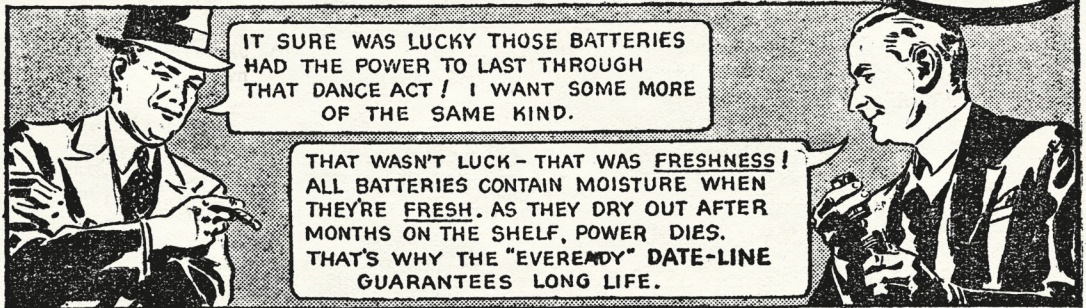 IT SURE WAS LUCKY THOSE BATTERIES
HAD THE POWER TO LAST THROUGH
THAT DANCE ACT! I WANT SOME MORE
OF THE SAME KIND.
THAT WASN'T LUCK - THAT WAS FRESHNESS!
ALL BATTERIES CONTAIN MOISTURE WHEN
THEY'RE FRESH. AS THEY DRY OUT AFTER
MONTHS ON THE SHELF, POWER DIES.
THAT'S WHY THE "EVEREADY" DATE-LINE
GUARANTEES LONG LIFE.